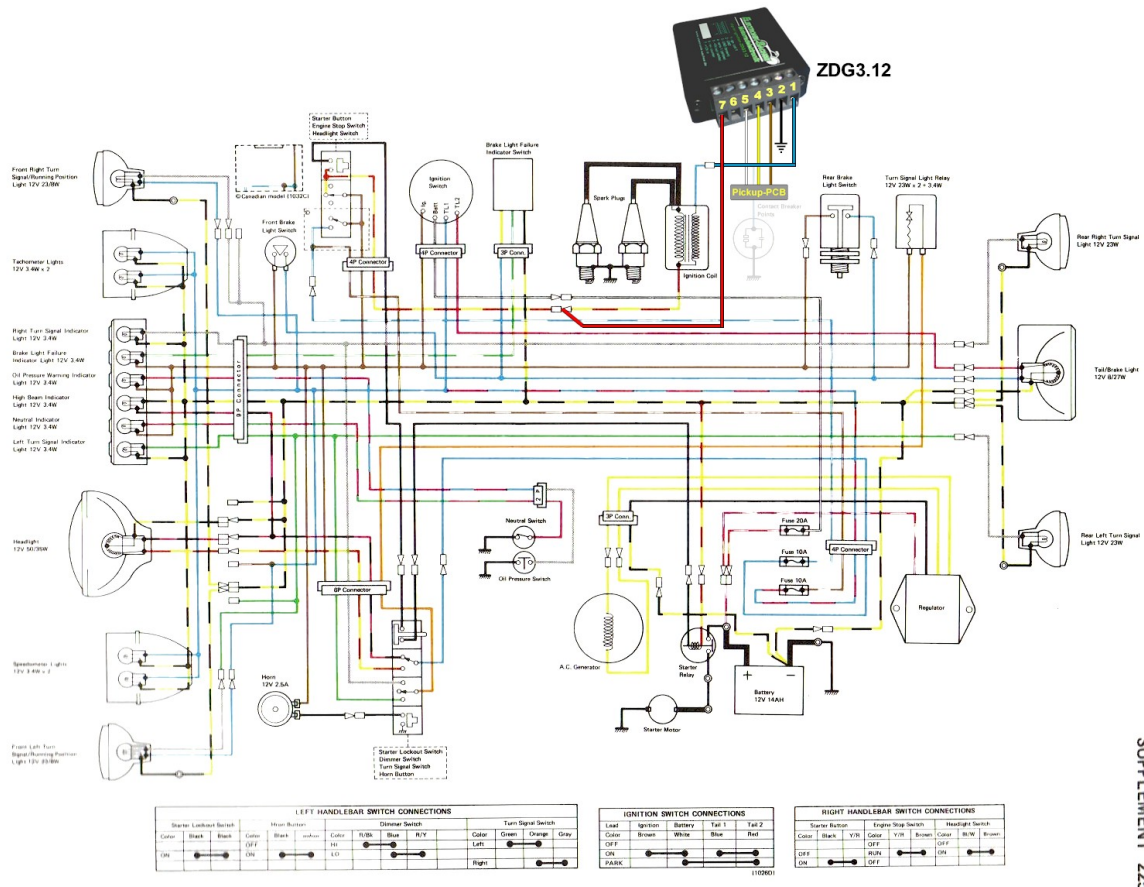 ZDG3.12
7 6 5 4 3 2 1
Pickup-PCB
Contact Breaker
Points
Starter Button
Engine Stop Switch
Headlight Switch
Brake Light Failure
Indicator Switch
Front Right Turn
Signal/Running Position
Light 12V 23/8W
Canadian model (1032C)
Front Brake
Light Switch
Ignition
Switch
Ig.
Batt
TL1
TL2
Spark Plugs
Ignition Coil
Rear Brake
Light Switch
Turn Signal Light Relay
12V 23W x 2 + 3.4W
Rear Right Turn Signal
Light 12V 23W
Tachometer Lights
12V 3.4W x 2
4P Connector
4P Connector
3P Conn.
Right Turn Signal Indicator
Light 12V 3.4W
Brake Light Failure
Indicator Light 12V 3.4W
Oil Pressure Warning Indicator
Light 12V 3.4W
High Beam Indicator
Light 12V 3.4W
Neutral Indicator
Light 12V 3.4W
Left Turn Signal Indicator
Light 12V 3.4W
9P Connector
Tail/Brake Light
12V 8/27W
Headlight
12V 50/35W
2 P
Neutral Switch
Oil Pressure Switch
3P Conn.
Fuse 20A
Fuse 10A
Fuse 10A
4P Connector
Rear Left Turn Signal
Light 12V 23W
6P Connector
Regulator
A.C. Generator
Starter
Relay
Battery
12V 14AH
Starter Motor
Speedometer Lights
12V 3.4W x 2
Horn
12V 2.5A
Front Left Turn
Signal/Running Position
Light 12V 23/8W
Starter Lockout Switch
Dimmer Switch
Turn Signal Switch
Horn Button
LEFT HANDLEBAR SWITCH CONNECTIONS
Starter Lockout Switch Horn Button Dimmer Switch Turn Signal Switch
Color Black Black Color Black Color R/Bk Blue R/Y Color Green Orange Gray
OFF HI Left
ON ON LO
Right
IGNITION SWITCH CONNECTIONS
Lead Ignition Battery Tail 1 Tail 2
Color Brown White Blue Red
OFF
ON
PARK
(1026D)
RIGHT HANDLEBAR SWITCH CONNECTIONS
Starter Button Engine Stop Switch Headlight Switch
Color Black Y/R Color Y/R Brown Color Bl/W Brown
OFF OFF
OFF RUN ON
ON OFF
SUPPLEMENT